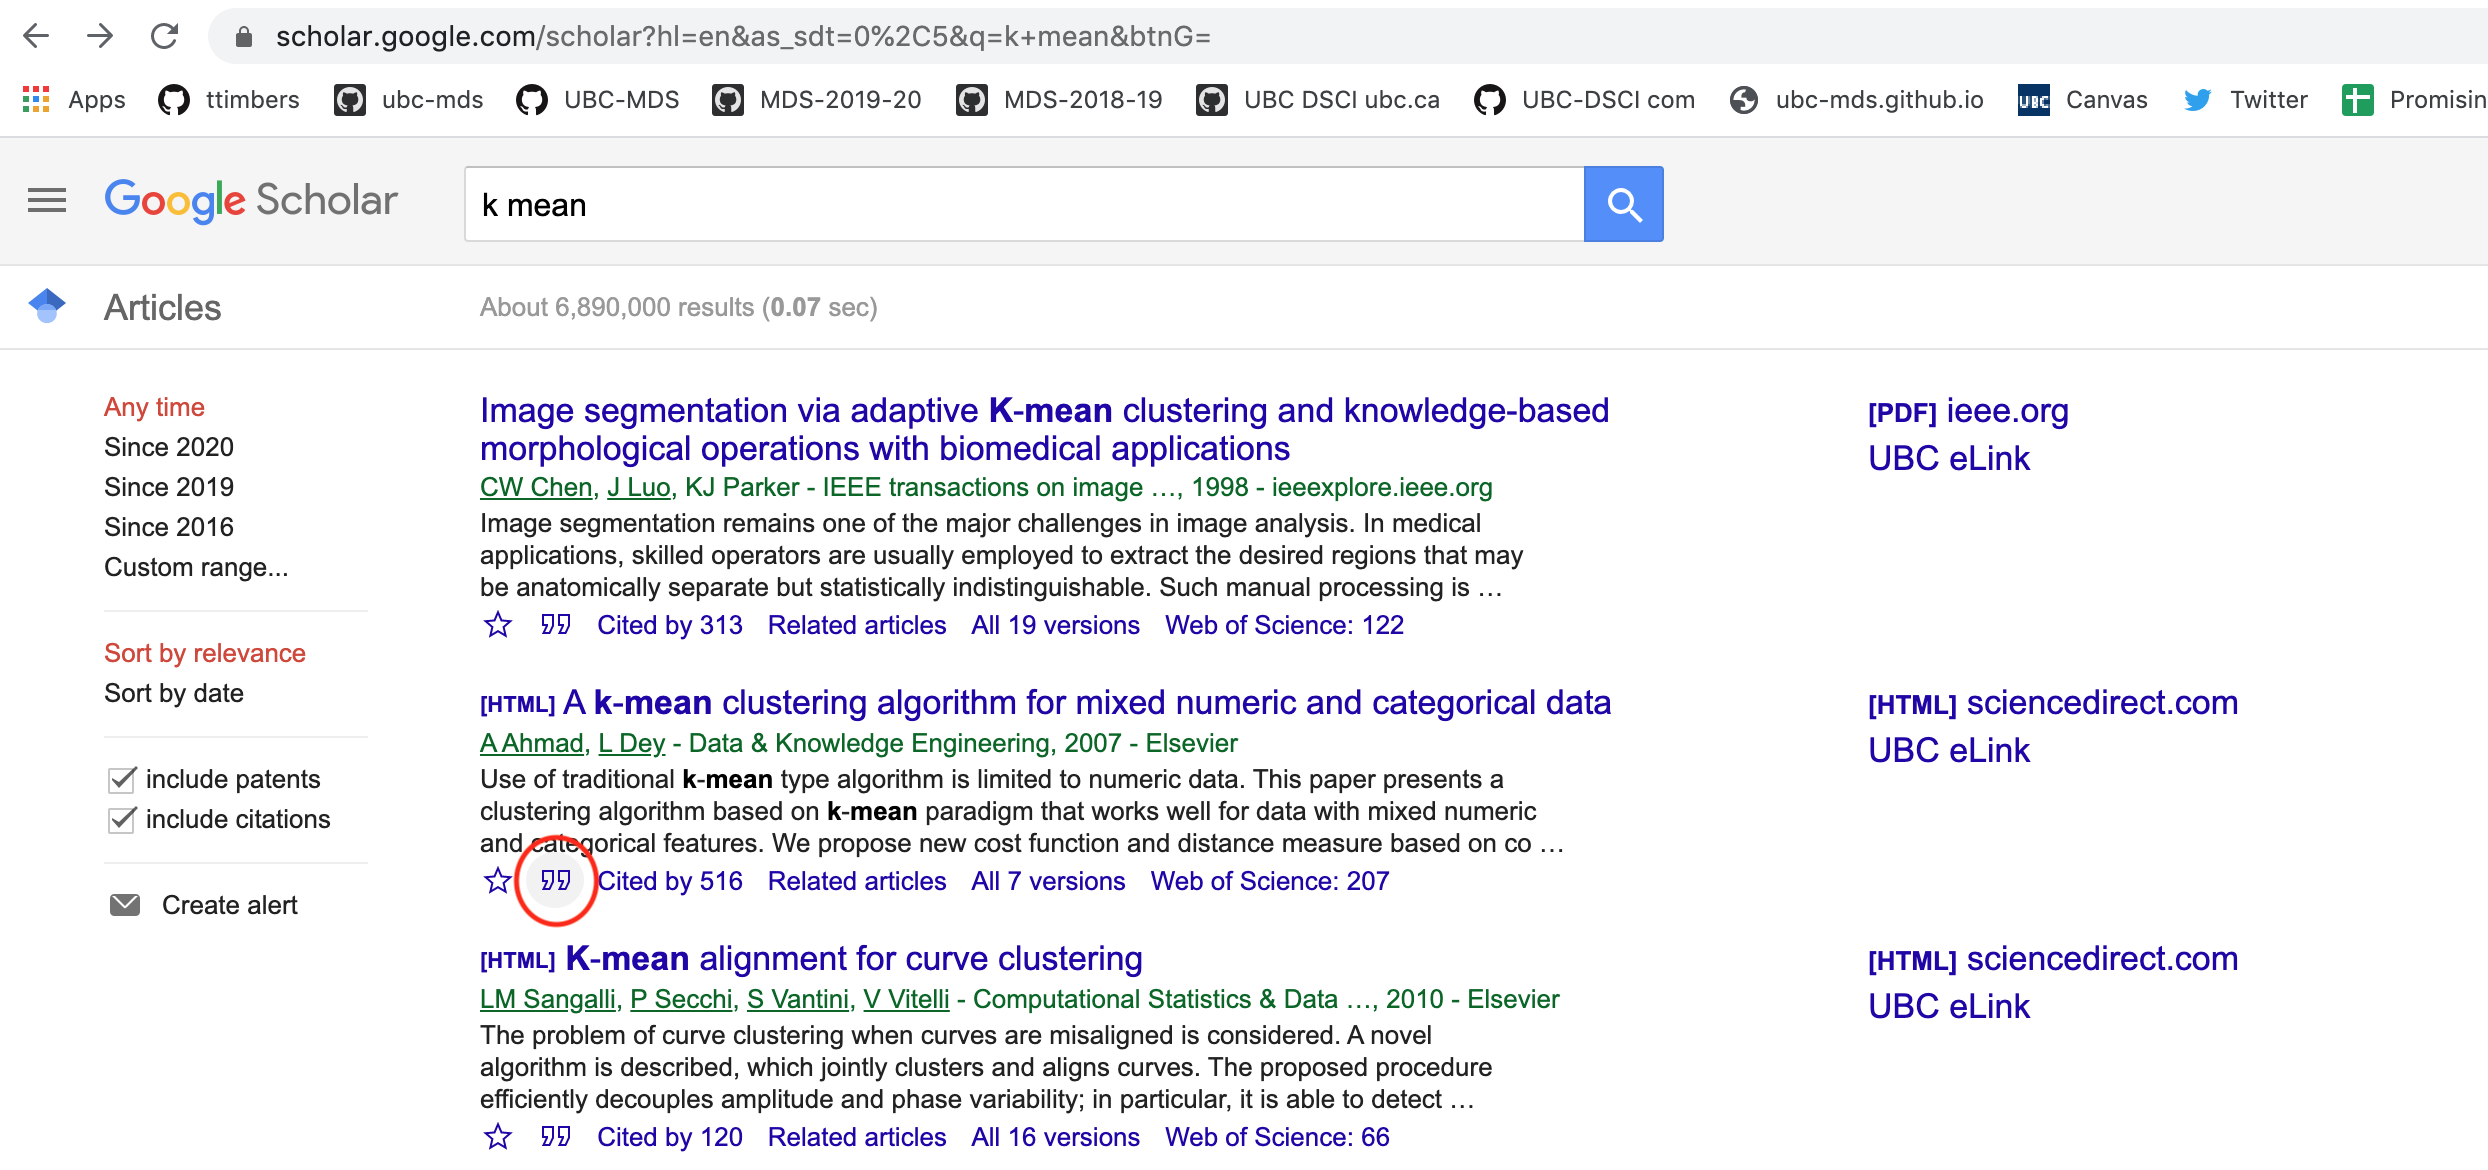 scholar.google.com/scholar?hl=en&as_sdt=0%2C5&q=k+mean&btnG=
Apps ttimbers ubc-mds UBC-MDS MDS-2019-20 MDS-2018-19 UBC DSCI ubc.ca UBC-DSCI com ubc-mds.github.io UBC Canvas Twitter Promisin
Google Scholar
k mean
Articles
About 6,890,000 results (0.07 sec)
Any time
Since 2020
Since 2019
Since 2016
Custom range...
Sort by relevance
Sort by date
include patents
include citations
Create alert
Image segmentation via adaptive K-mean clustering and knowledge-based
morphological operations with biomedical applications
CW Chen, J Luo, KJ Parker - IEEE transactions on image …, 1998 - ieeexplore.ieee.org
Image segmentation remains one of the major challenges in image analysis. In medical
applications, skilled operators are usually employed to extract the desired regions that may
be anatomically separate but statistically indistinguishable. Such manual processing is …
Cited by 313 Related articles All 19 versions Web of Science: 122
[PDF] ieee.org
UBC eLink
[HTML] A k-mean clustering algorithm for mixed numeric and categorical data
A Ahmad, L Dey - Data & Knowledge Engineering, 2007 - Elsevier
Use of traditional k-mean type algorithm is limited to numeric data. This paper presents a
clustering algorithm based on k-mean paradigm that works well for data with mixed numeric
and categorical features. We propose new cost function and distance measure based on co …
Cited by 516 Related articles All 7 versions Web of Science: 207
[HTML] sciencedirect.com
UBC eLink
[HTML] K-mean alignment for curve clustering
LM Sangalli, P Secchi, S Vantini, V Vitelli - Computational Statistics & Data …, 2010 - Elsevier
The problem of curve clustering when curves are misaligned is considered. A novel
algorithm is described, which jointly clusters and aligns curves. The proposed procedure
efficiently decouples amplitude and phase variability; in particular, it is able to detect …
Cited by 120 Related articles All 16 versions Web of Science: 66
[HTML] sciencedirect.com
UBC eLink